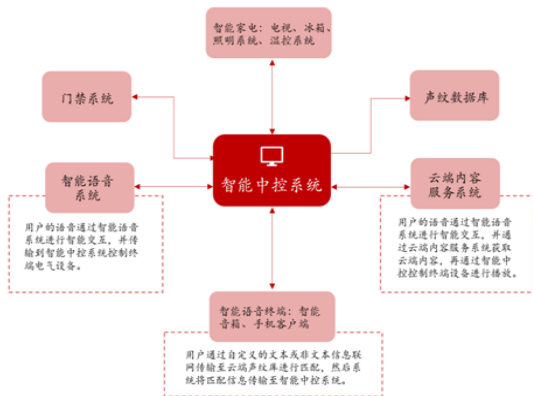 智能家电：电视、冰箱、
照明系统、温控系统
门禁系统
声纹数据库
智能中控系统
智能语音
系统
云端内容
服务系统
用户的语音通过智能语音
系统进行智能交互，并传
输到智能中控系统控制终
端电气设备。
用户的语音通过智能语音
系统进行智能交互，并通
过云端内容服务系统获取
云端内容，再通过智能中
控控制终端设备进行播放。
智能语音终端：智能
音箱、手机客户端
用户通过自定义的文本或非文本信息联
网传输至云端声纹库进行匹配，然后系
统将匹配信息传输至智能中控系统。